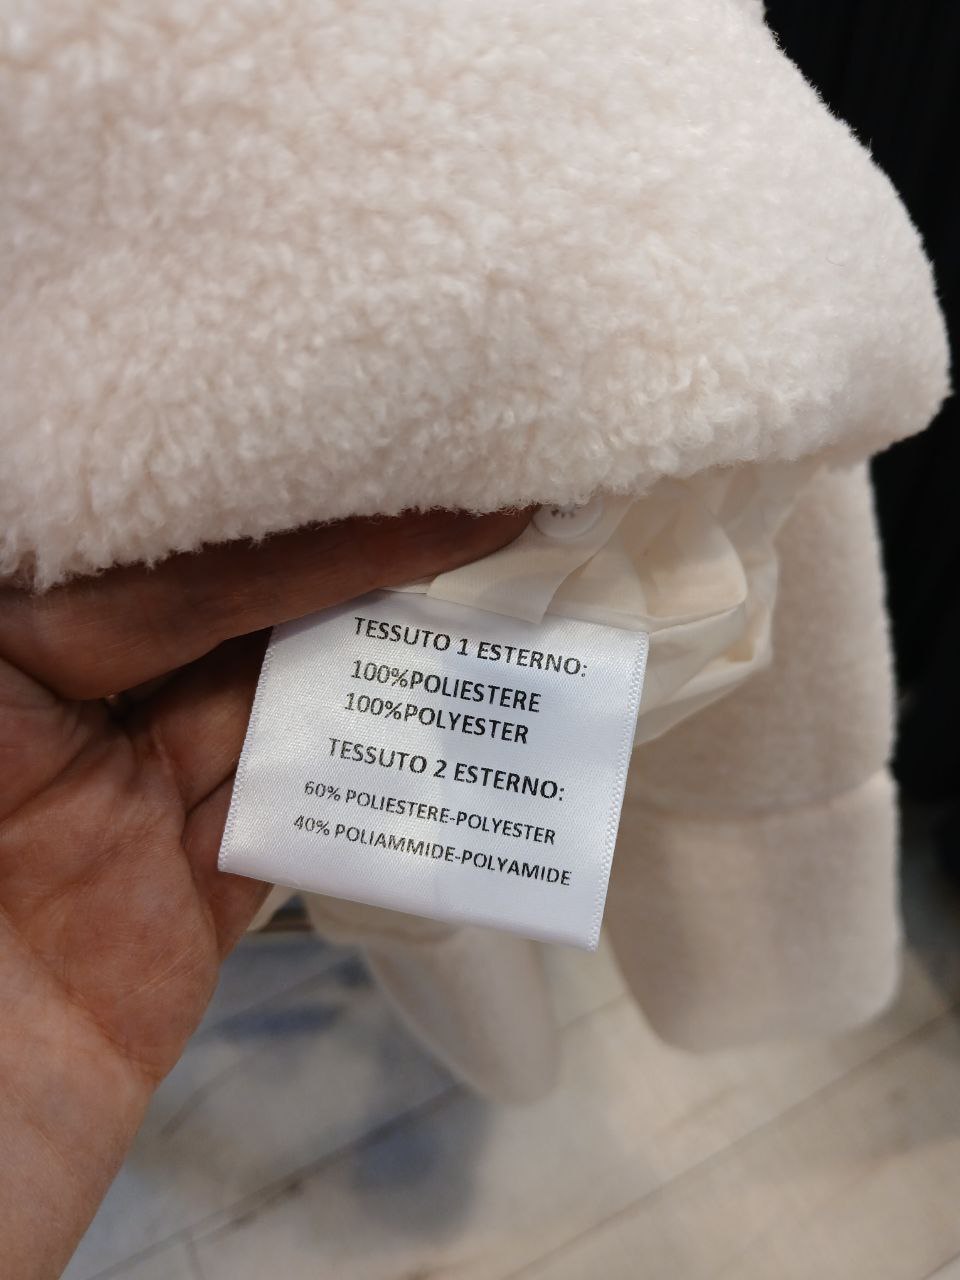 TESSUTO 1 ESTERNO:
100%POLIESTERE
100%POLYESTER
TESSUTO 2 ESTERNO:
60% POLIESTERE-POLYESTER
40% POLIAMMIDE-POLYAMIDE